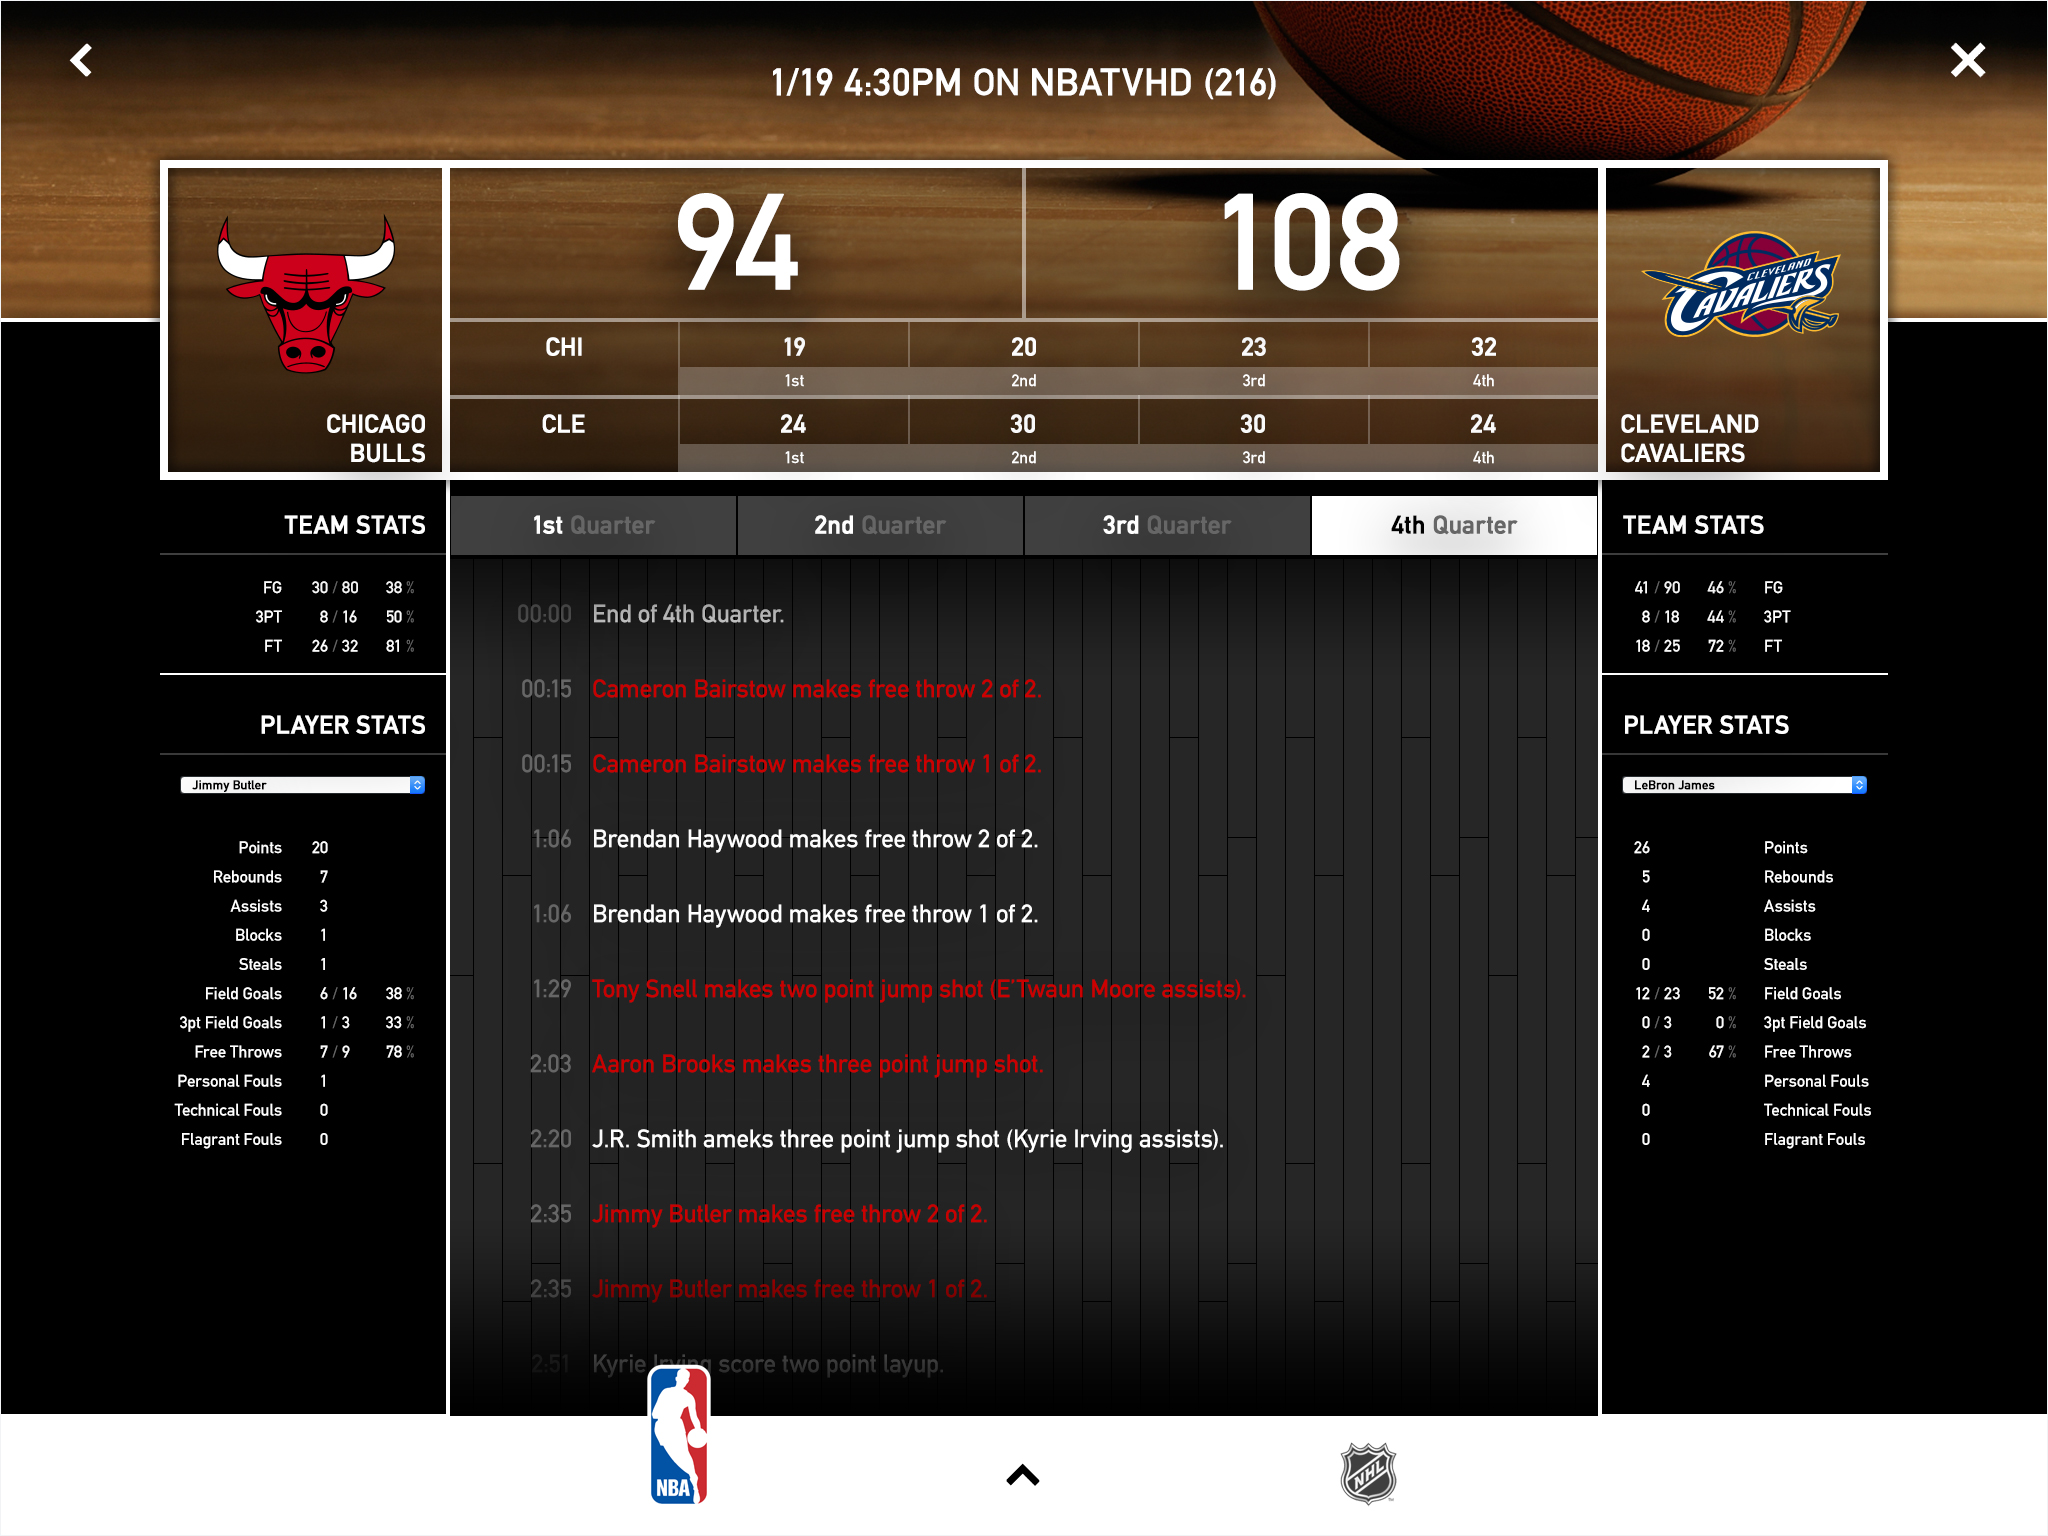 1/19 4:30PM ON NBATVHD (216)
94
108
CLEVELAND
CAVALIERS
CHI 19 20 23 32
1st 2nd 3rd 4th
CLE 24 30 30 24
1st 2nd 3rd 4th
CHICAGO
BULLS
CLEVELAND
CAVALIERS
TEAM STATS
FG 30 / 80 38 %
3PT 8 / 16 50 %
FT 26 / 32 81 %
PLAYER STATS
Jimmy Butler
Points 20
Rebounds 7
Assists 3
Blocks 1
Steals 1
Field Goals 6 / 16 38 %
3pt Field Goals 1 / 3 33 %
Free Throws 7 / 9 78 %
Personal Fouls 1
Technical Fouls 0
Flagrant Fouls 0
1st Quarter 2nd Quarter 3rd Quarter 4th Quarter
00:00 End of 4th Quarter.
00:15 Cameron Bairstow makes free throw 2 of 2.
00:15 Cameron Bairstow makes free throw 1 of 2.
1:06 Brendan Haywood makes free throw 2 of 2.
1:06 Brendan Haywood makes free throw 1 of 2.
1:29 Tony Snell makes two point jump shot (E'Twaun Moore assists).
2:03 Aaron Brooks makes three point jump shot.
2:20 J.R. Smith ameks three point jump shot (Kyrie Irving assists).
2:35 Jimmy Butler makes free throw 2 of 2.
2:35 Jimmy Butler makes free throw 1 of 2.
2:51 Kyrie Irving score two point layup.
TEAM STATS
41 / 90 46 % FG
8 / 18 44 % 3PT
18 / 25 72 % FT
PLAYER STATS
LeBron James
26 Points
5 Rebounds
4 Assists
0 Blocks
0 Steals
12 / 23 52 % Field Goals
0 / 3 0 % 3pt Field Goals
2 / 3 67 % Free Throws
4 Personal Fouls
0 Technical Fouls
0 Flagrant Fouls
NBA
NHL